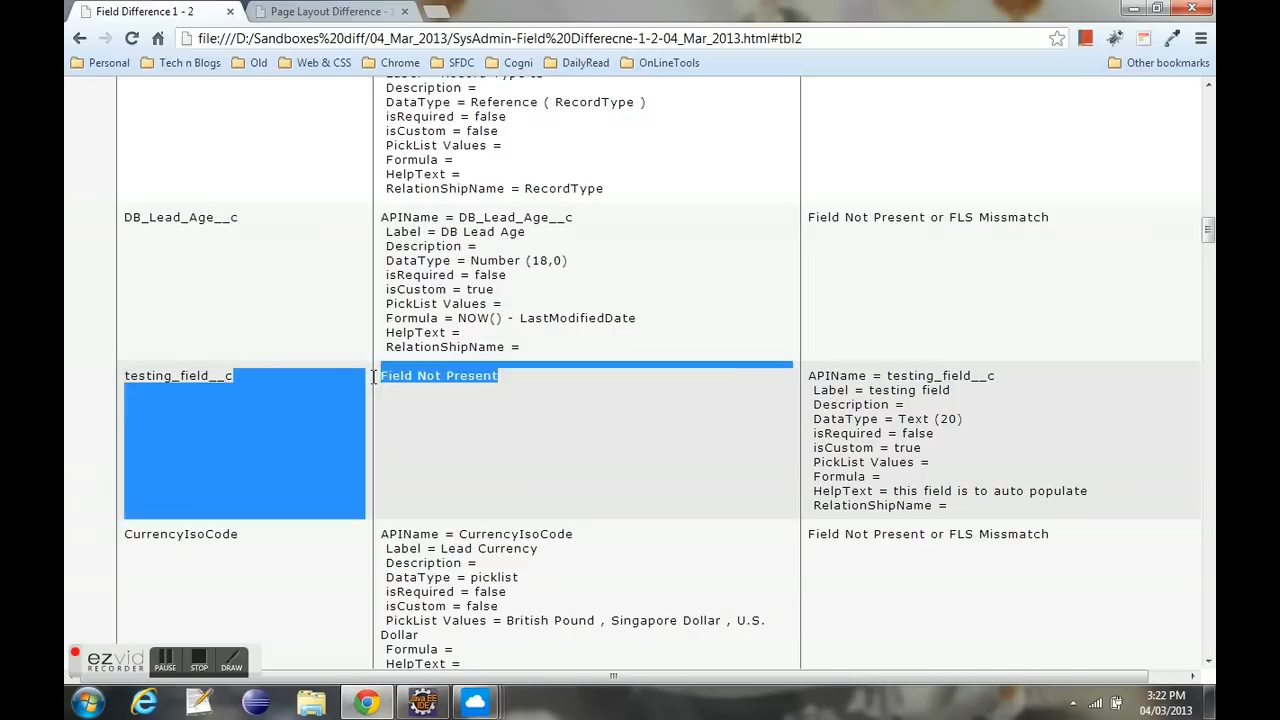 Field Difference 1 - 2
Page Layout Difference -
file:///D:/Sandboxes%20diff/04_Mar_2013/SysAdmin-Field%20Differecne-1-2-04_Mar_2013.html#tbl2
Personal
Tech n Blogs
Old
Web & CSS
Chrome
SFDC
Cogni
DailyRead
OnLineTools
Other bookmarks
Description =
DataType = Reference ( RecordType )
isRequired = false
isCustom = false
PickList Values =
Formula =
HelpText =
RelationShipName = RecordType
DB_Lead_Age__c
APIName = DB_Lead_Age__c
Label = DB Lead Age
Description =
DataType = Number (18,0)
isRequired = false
isCustom = true
PickList Values =
Formula = NOW() - LastModifiedDate
HelpText =
RelationShipName =
Field Not Present or FLS Missmatch
testing_field__c
Field Not Present
APIName = testing_field__c
Label = testing field
Description =
DataType = Text (20)
isRequired = false
isCustom = true
PickList Values =
Formula =
HelpText = this field is to auto populate
RelationShipName =
CurrencyIsoCode
APIName = CurrencyIsoCode
Label = Lead Currency
Description =
DataType = picklist
isRequired = false
isCustom = false
PickList Values = British Pound , Singapore Dollar , U.S.
Dollar
Formula =
HelpText =
Field Not Present or FLS Missmatch
ezvid
RECORDER
PAUSE
STOP
DRAW
Java EE
IDE
3:22 PM
04/03/2013